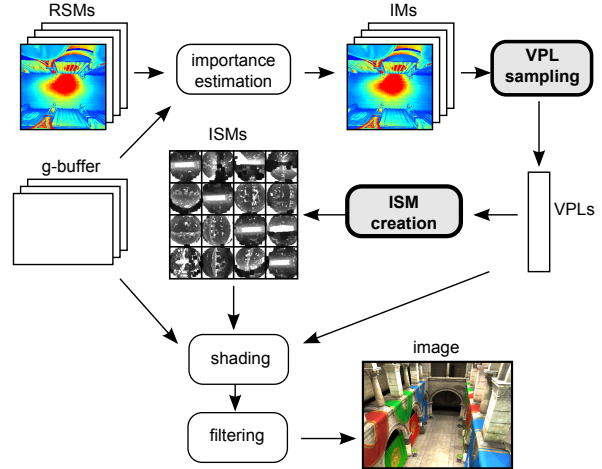 RSMs
IMs
importance
estimation
VPL
sampling
ISMs
g-buffer
ISM
creation
VPLs
shading
image
filtering